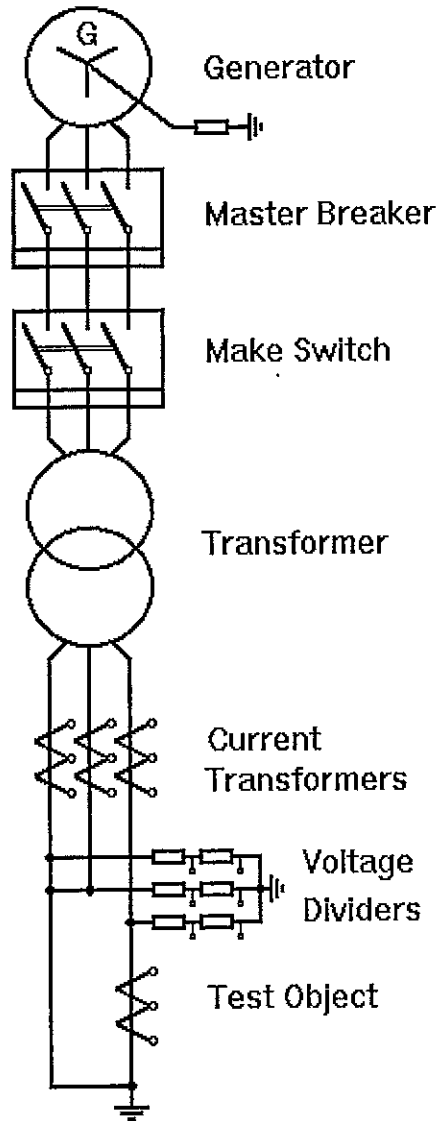 G
Generator
Master Breaker
Make Switch
Transformer
Current
Transformers
Voltage
Dividers
Test Object